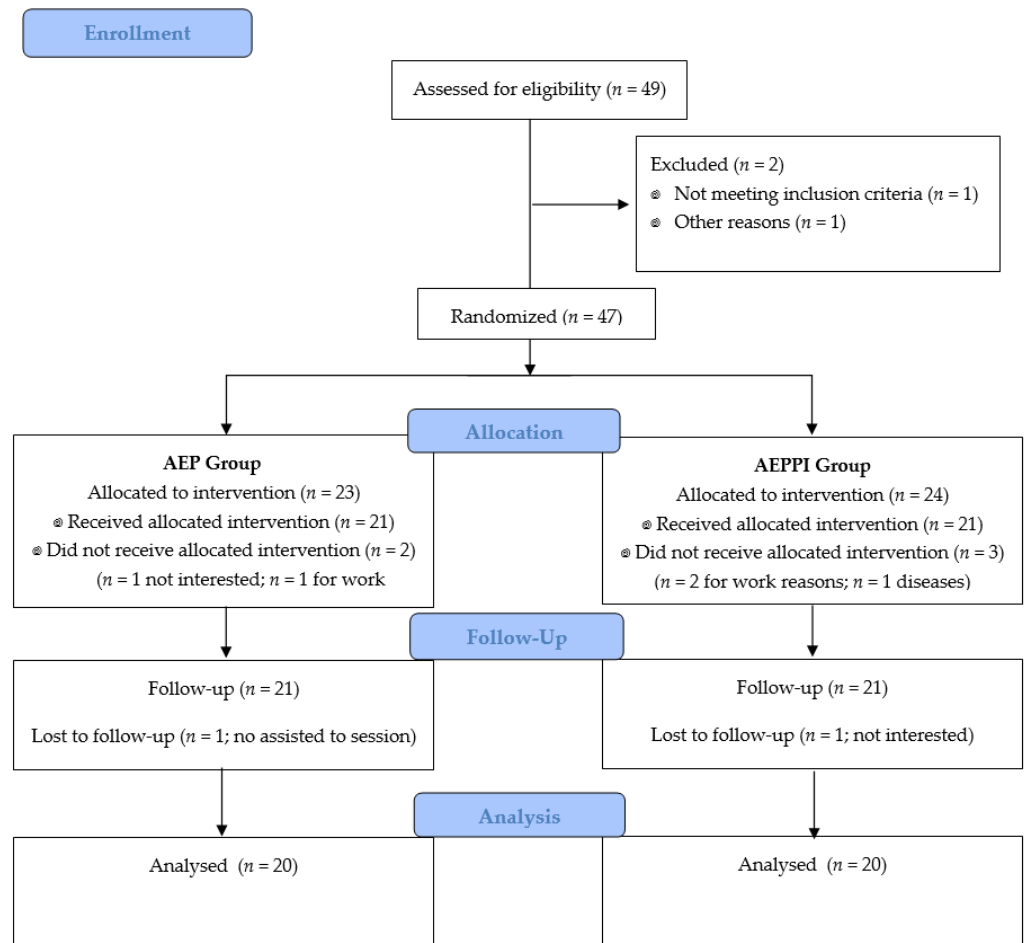 Enrollment
Assessed for eligibility (n = 49)
Excluded (n = 2)
Not meeting inclusion criteria (n = 1)
Other reasons (n = 1)
Randomized (n = 47)
Allocation
AEP Group
Allocated to intervention (n = 23)
Received allocated intervention (n = 21)
Did not receive allocated intervention (n = 2)
(n = 1 not interested; n = 1 for work
AEPPI Group
Allocated to intervention (n = 24)
Received allocated intervention (n = 21)
Did not receive allocated intervention (n = 3)
(n = 2 for work reasons; n = 1 diseases)
Follow-Up
Follow-up (n = 21)
Lost to follow-up (n = 1; no assisted to session)
Follow-up (n = 21)
Lost to follow-up (n = 1; not interested)
Analysis
Analysed (n = 20)
Analysed (n = 20)